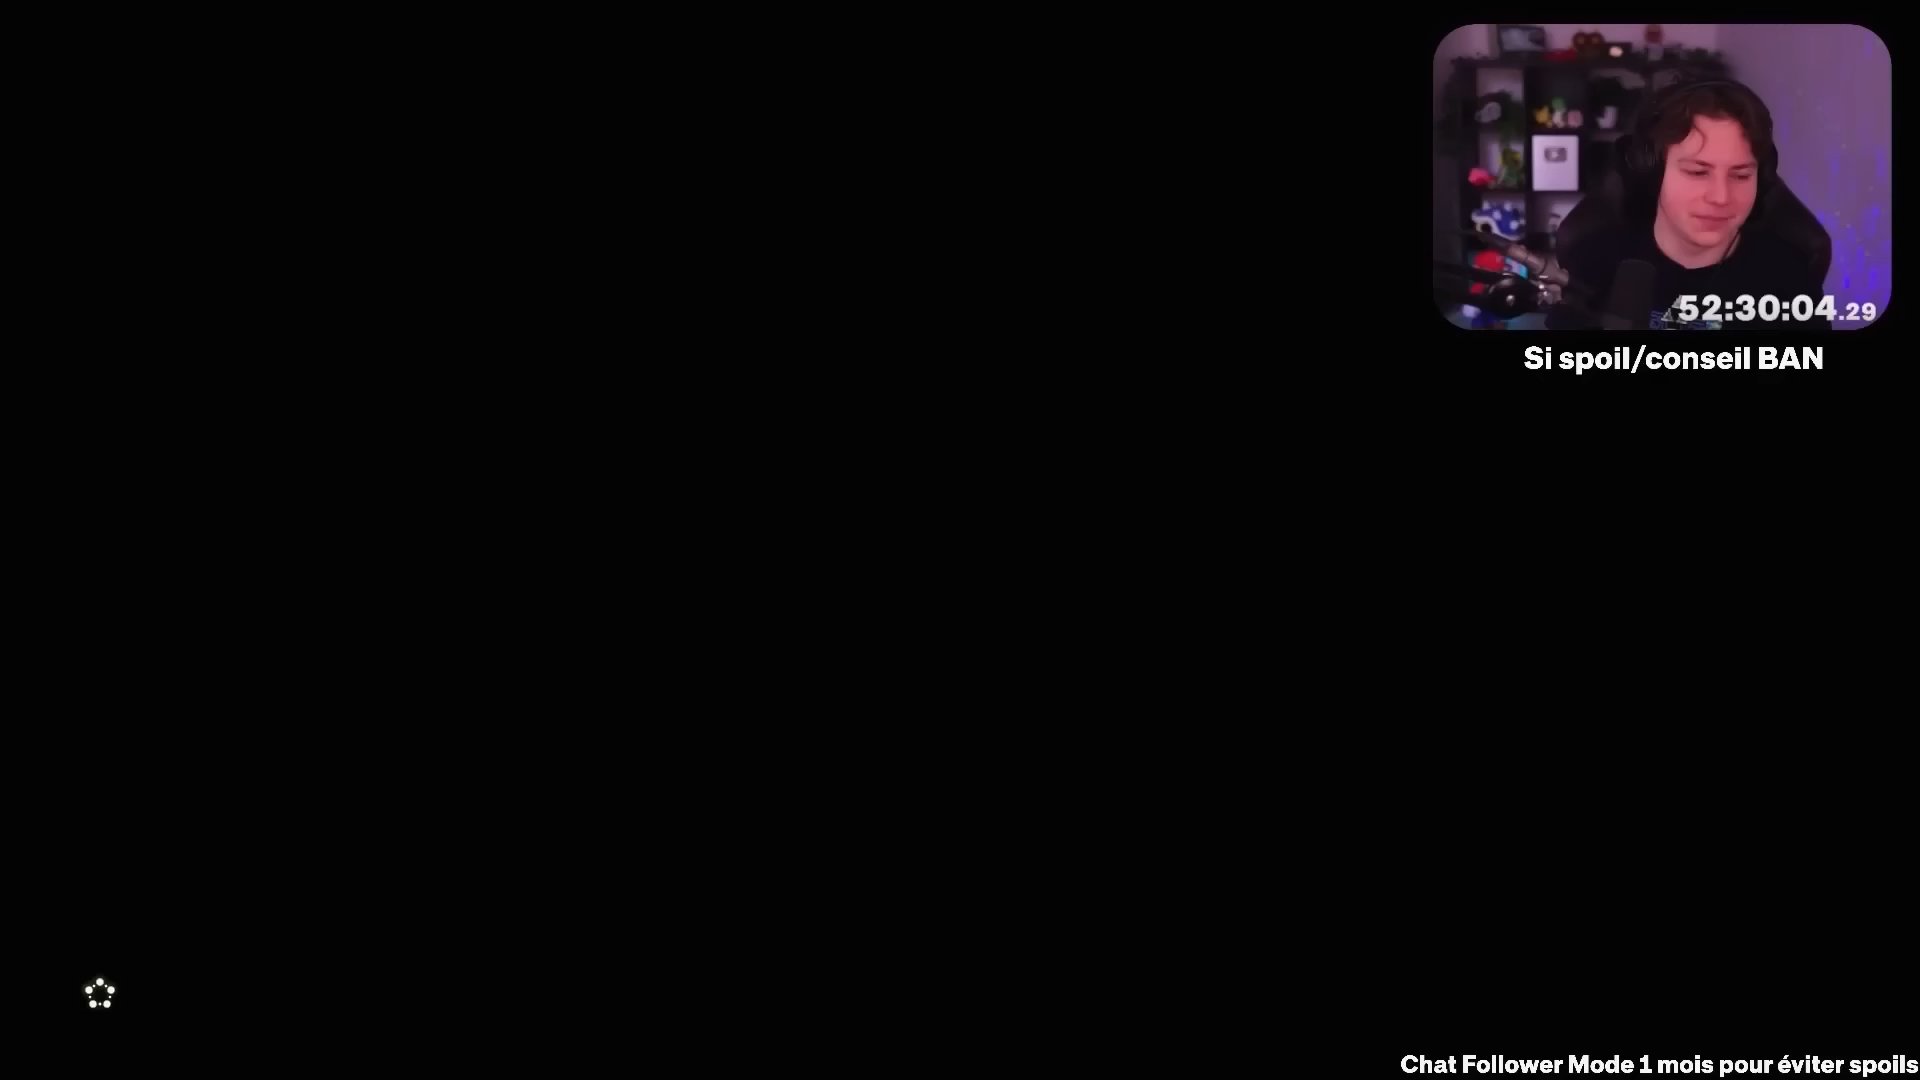 52:30:04.29
Si spoil/conseil BAN
Chat Follower Mode 1 mois pour éviter spoils